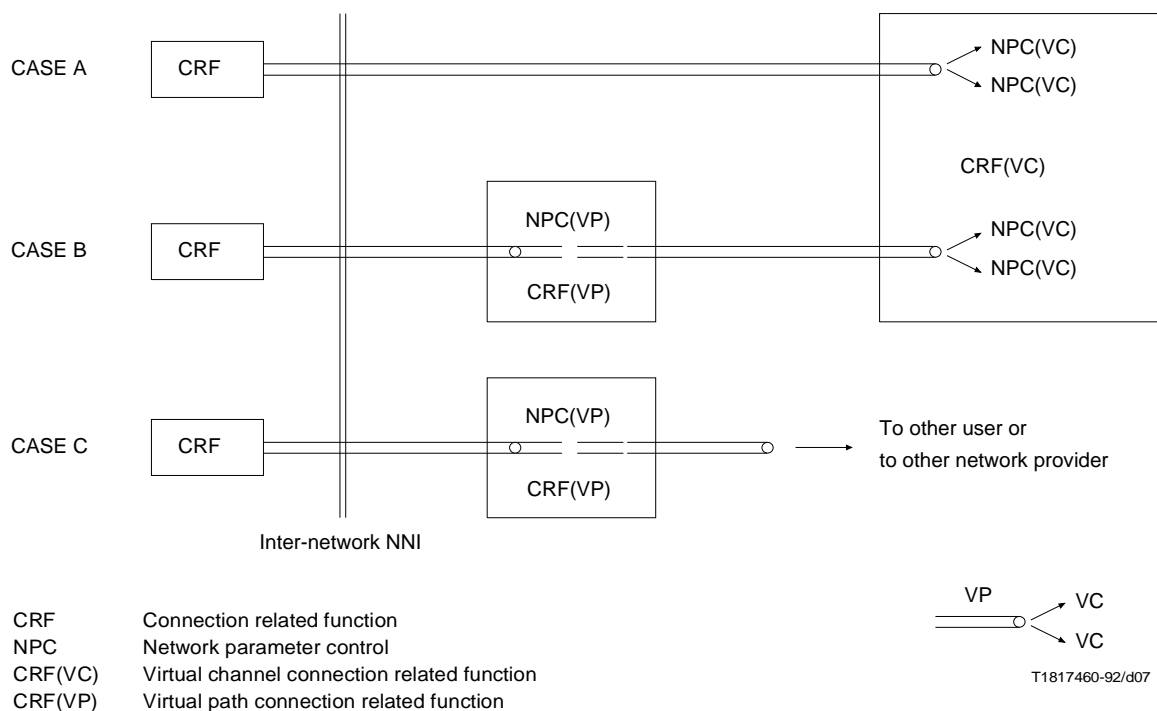 CASE A
CRF
NPC(VC)
NPC(VC)
CRF(VC)
CASE B
CRF
NPC(VP)
CRF(VP)
NPC(VC)
NPC(VC)
CASE C
CRF
NPC(VP)
CRF(VP)
To other user or
to other network provider
Inter-network NNI
CRF Connection related function
NPC Network parameter control
CRF(VC) Virtual channel connection related function
CRF(VP) Virtual path connection related function
VP
VC
VC
T1817460-92/d07